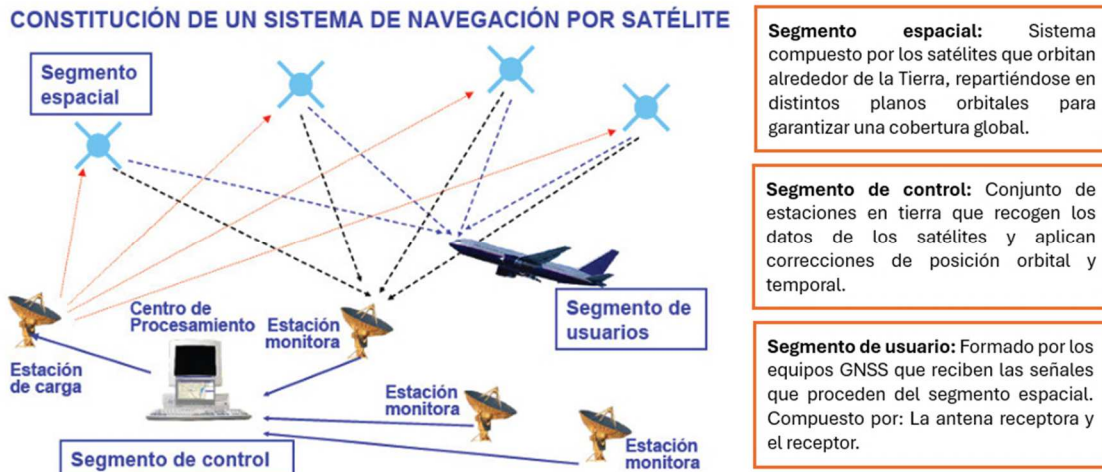 CONSTITUCIÓN DE UN SISTEMA DE NAVEGACIÓN POR SATÉLITE
Segmento
espacial
Segmento de
usuarios
Centro de
Procesamiento
Estación
monitora
Estación
de carga
Estación
monitora
Estación
monitora
Segmento de control
Segmento espacial: Sistema
compuesto por los satélites que orbitan
alrededor de la Tierra, repartiéndose en
distintos planos orbitales para
garantizar una cobertura global.
Segmento de control: Conjunto de
estaciones en tierra que recogen los
datos de los satélites y aplican
correcciones de posición orbital y
temporal.
Segmento de usuario: Formado por los
equipos GNSS que reciben las señales
que proceden del segmento espacial.
Compuesto por: La antena receptora y
el receptor.